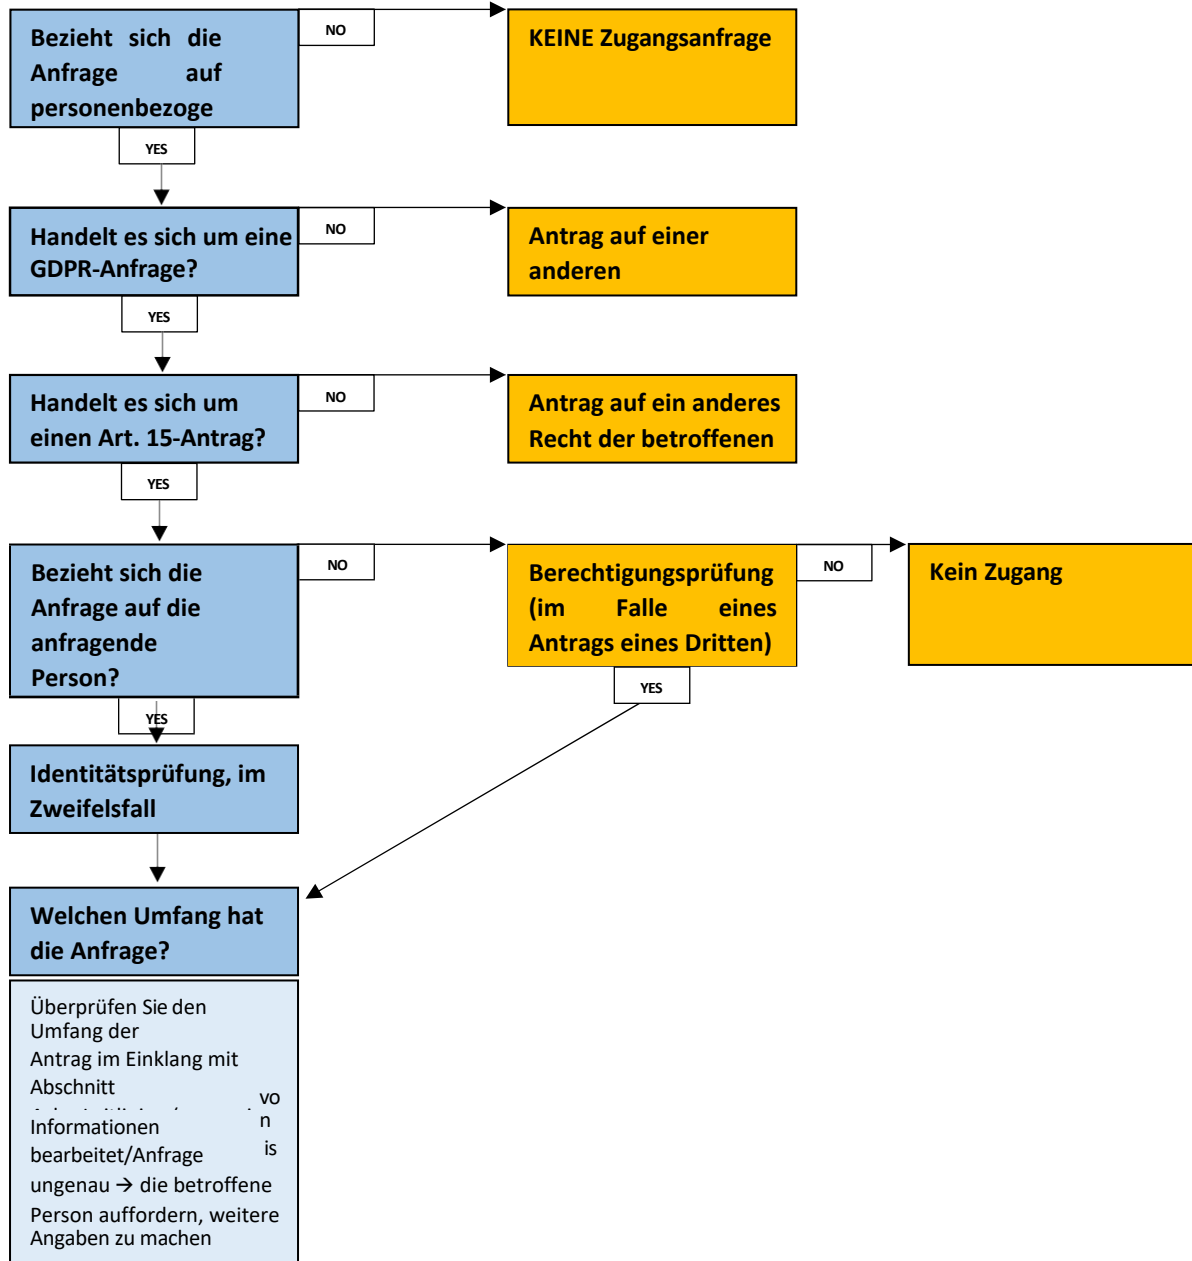 Bezieht sich die
Anfrage auf
personenbezoge
NO
KEINE Zugangsanfrage
YES
Handelt es sich um eine
GDPR-Anfrage?
NO
Antrag auf einer
anderen
YES
Handelt es sich um
einen Art. 15-Antrag?
NO
Antrag auf ein anderes
Recht der betroffenen
YES
Bezieht sich die
Anfrage auf die
anfragende
Person?
NO
Berechtigungsprüfung
(im Falle eines
Antrags eines Dritten)
NO
Kein Zugang
YES
YES
Identitätsprüfung, im
Zweifelsfall
Welchen Umfang hat
die Anfrage?
Überprüfen Sie den
Umfang der
Antrag im Einklang mit
Abschnitt
vo
n
is
Informationen
bearbeitet/Anfrage
ungenau → die betroffene
Person auffordern, weitere
Angaben zu machen